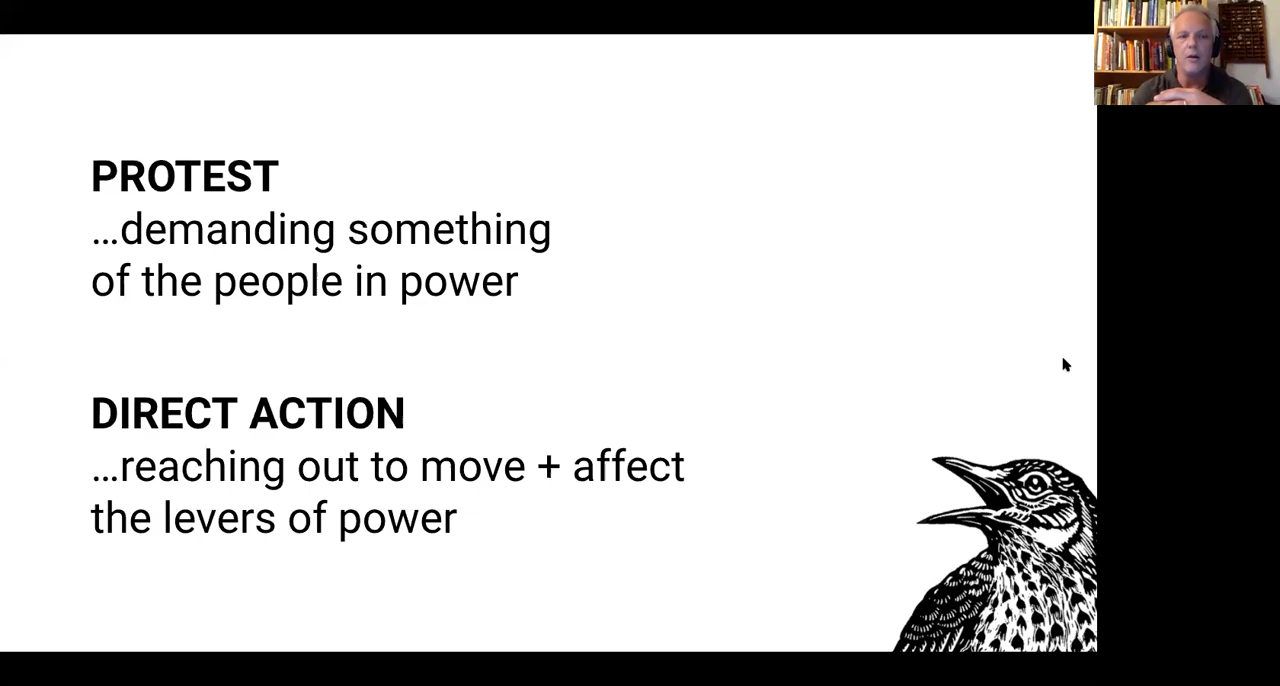 PROTEST
…demanding something
of the people in power
DIRECT ACTION
…reaching out to move + affect
the levers of power